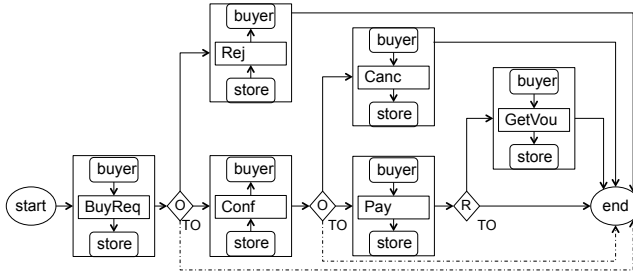 buyer
Rej
store
buyer
Canc
store
buyer
GetVou
store
start
buyer
BuyReq
store
O
TO
buyer
Conf
store
O
TO
buyer
Pay
store
R
TO
end